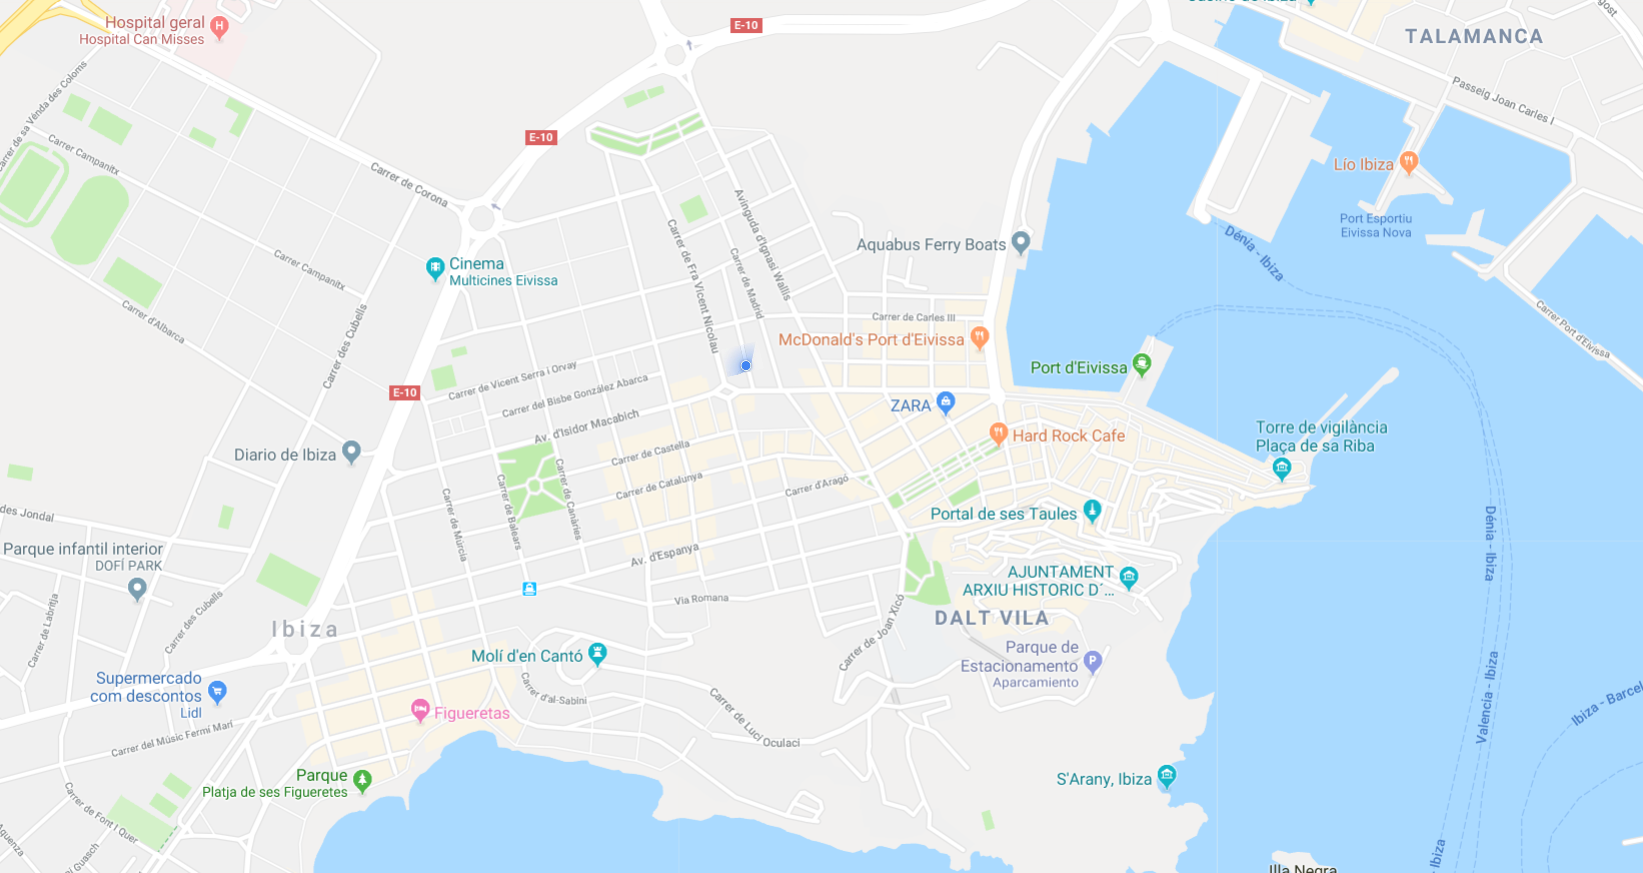 Hospital geral
Hospital Can Misses
E-10
TALAMANCA
Carrer de sa Vénda des Coloms
Passeig Joan Carles I
E-10
Carrer Campanitx
Carrer de Corona
Lío Ibiza
Avinguda d'Ignasi Wallis
Carrer de Fra Vicent Nicolau
Carrer de Madrid
Port Esportiu
Eivissa Nova
Aquabus Ferry Boats
Dénia - Ibiza
Cinema
Multicines Eivissa
Carrer Campanitx
Carrer d'Albarca
Carrer des Cubells
Carrer de Carles III
Carrer Port d'Eivissa
McDonald's Port d'Eivissa
Port d'Eivissa
Carrer de Vicent Serra i Orvay
Carrer del Bisbe González Abarca
E-10
ZARA
Av. d'Isidor Macabich
Hard Rock Cafe
Torre de vigilància
Plaça de sa Riba
Diario de Ibiza
Carrer de Castella
Carrer de Catalunya
Carrer d'Aragó
Carrer de Canàries
Carrer de Balears
Carrer de Múrcia
des Jondal
Portal de ses Taules
Dénia - Ibiza
Parque infantil interior
DOFÍ PARK
Av. d'Espanya
AJUNTAMENT
ARXIU HISTORIC D´...
Via Romana
Carrer de Labritja
Carrer des Cubells
DALT VILA
Ibiza
Carrer de Joan Xicó
Parque de
Estacionamento
Aparcamiento
Molí d'en Cantó
Supermercado
com descontos
Lidl
Carrer d'al-Sabini
Carrer de Lucí Oculaci
Valencia - Ibiza
Ibiza - Barcel
Figueretas
Carrer del Músic Fermí Marí
Parque
Platja de ses Figueretes
S'Arany, Ibiza
Carrer de Font I Quer
Ibiza
Illa Negra